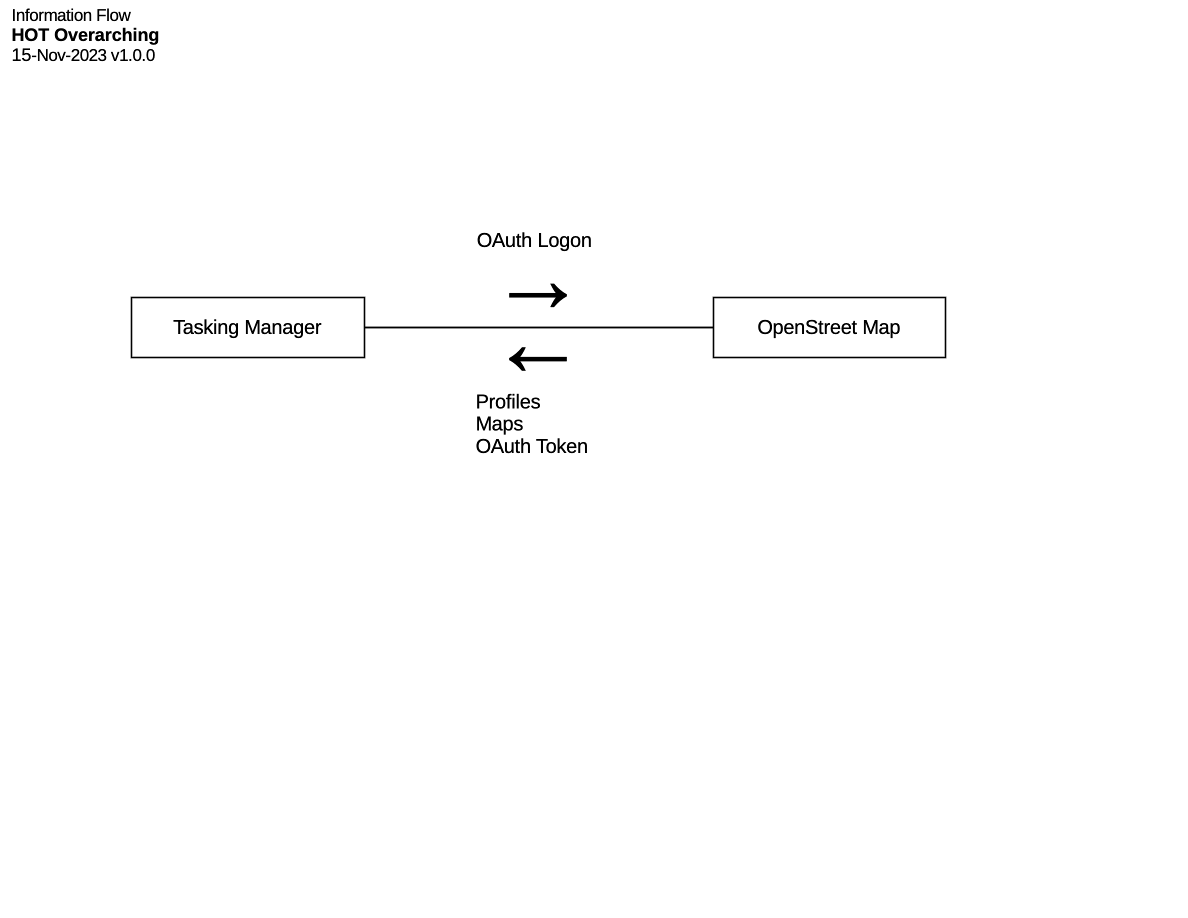 Information Flow
HOT Overarching
15-Nov-2023 v1.0.0
OAuth Logon
Tasking Manager
OpenStreet Map
Profiles
Maps
OAuth Token